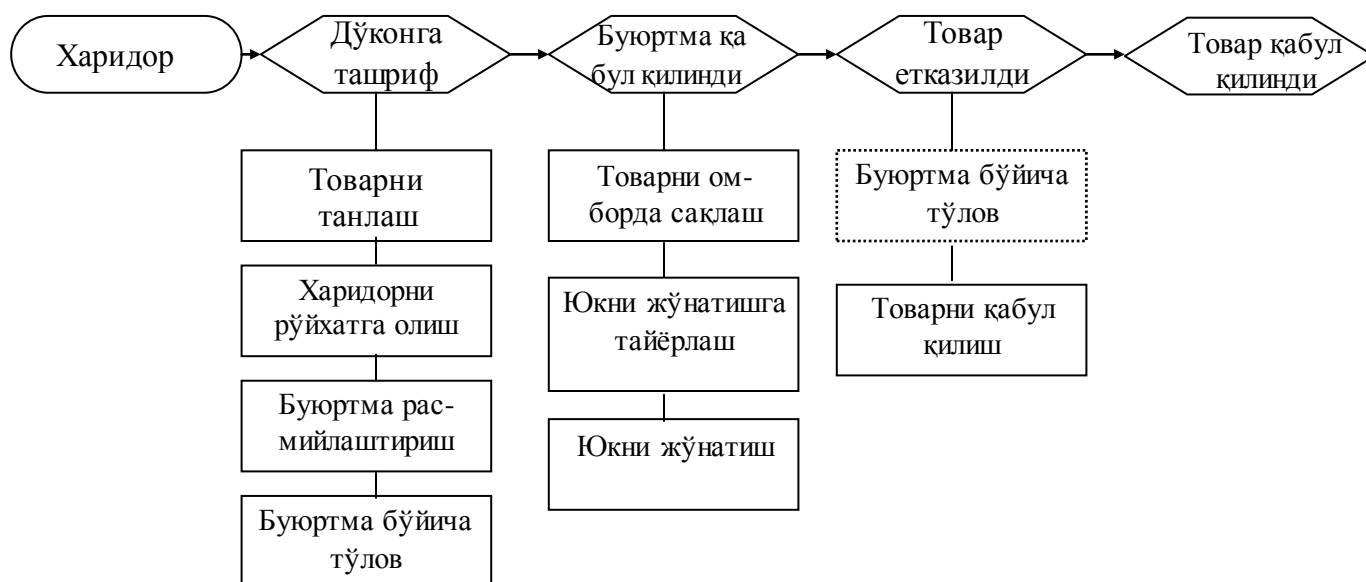 Харидор
Дўконга
ташриф
Буюртма қа
бул қилинди
Товар
етказилди
Товар қабул
қилинди
Товарни
танлаш
Харидорни
рўйхатга олиш
Буюртма рас-
мийлаштириш
Буюртма бўйича
тўлов
Товарни ом-
борда сақлаш
Юкни жўнатишга
тайёрлаш
Юкни жўнатиш
Буюртма бўйича
тўлов
Товарни қабул
қилиш